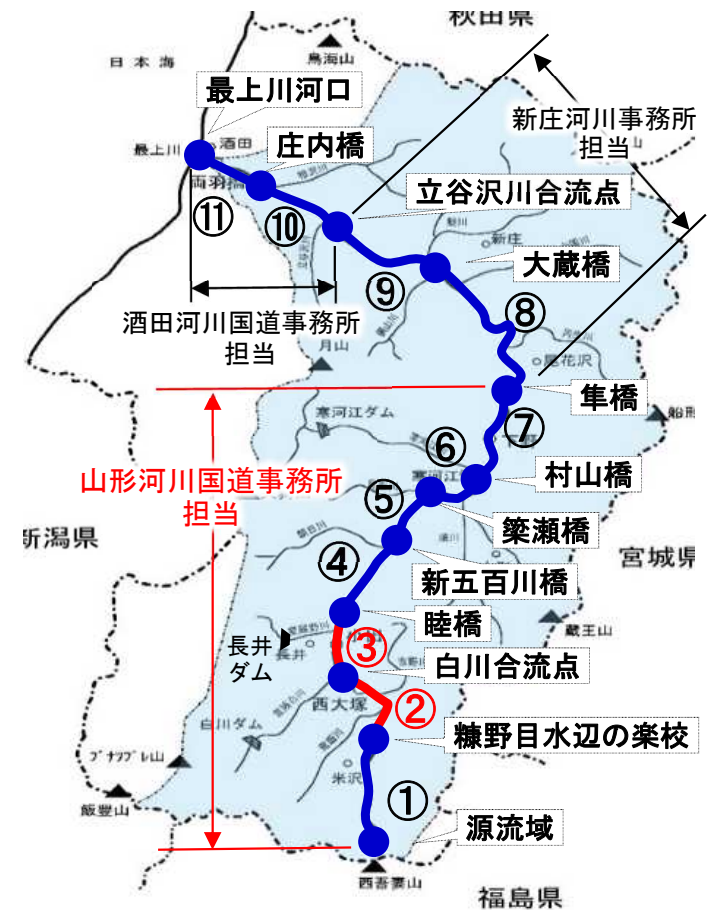 秋田県
日本海
鳥海山
最上川河口
新庄河川事務所
担当
最上川
酒田
庄内橋
両羽橋
立谷沢川合流点
⑪
⑩
新庄
大蔵橋
⑨
⑧
酒田河川国道事務所
担当
月山
尾花沢
隼橋
船形
寒河江ダム
⑦
⑥
山形河川国道事務所
担当
寒河江
村山橋
⑤
簗瀬橋
新潟県
朝日川
須川
宮城県
④
新五百川橋
睦橋
蔵王山
長井
ダム
長井
③
白川合流点
西大塚
②
白川ダム
糠野目水辺の楽校
米沢
飯豊山
①
源流域
西吾妻山
福島県